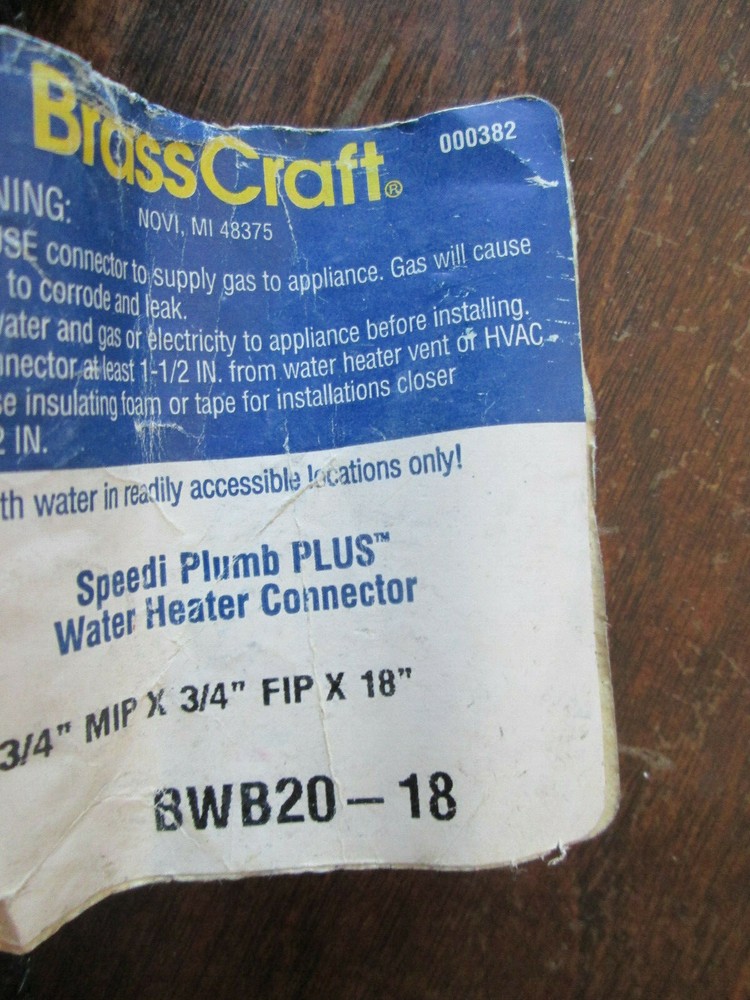 BrassCraft®
000382
NING:
NOVI, MI 48375
USE connector to supply gas to appliance. Gas will cause
to corrode and leak.
vater and gas or electricity to appliance before installing.
nnector at least 1-1/2 IN. from water heater vent or HVAC
se insulating foam or tape for installations closer
2 IN.
th water in readily accessible locations only!
Speedi Plumb PLUS™
Water Heater Connector
3/4" MIP X 3/4" FIP X 18"
BWB20-18